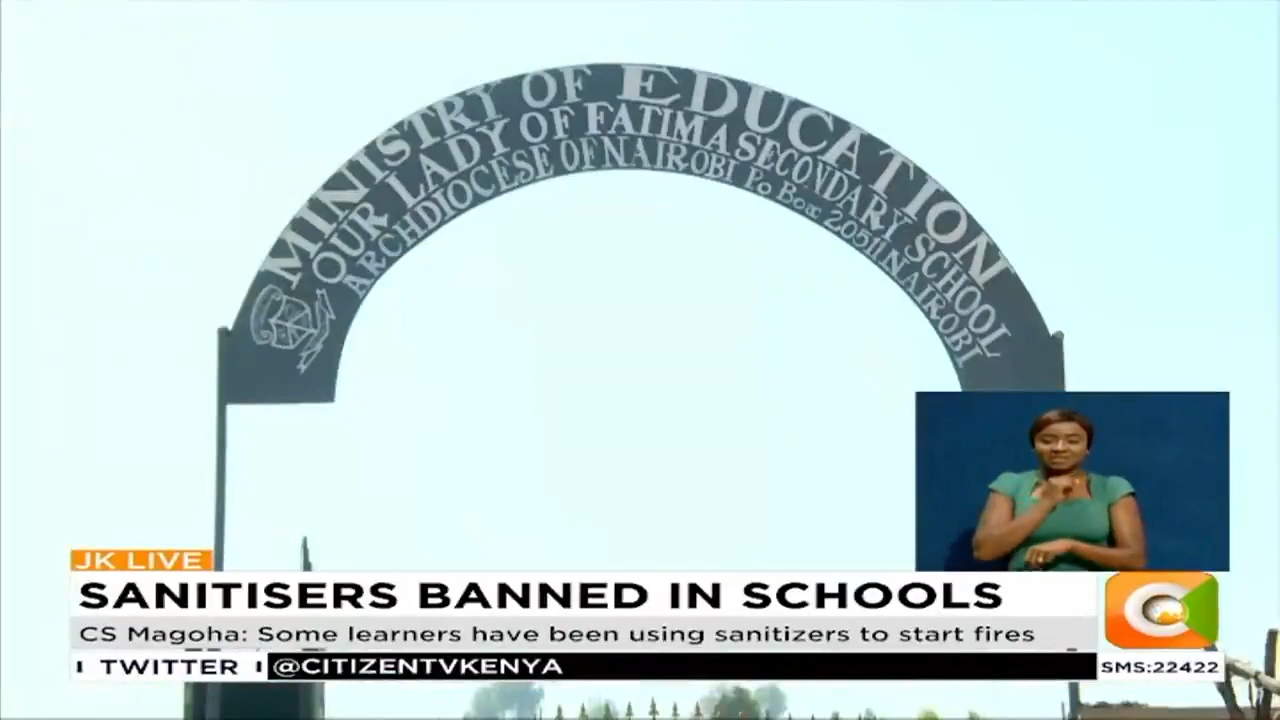 MINISTRY OF EDUCATION
OUR LADY OF FATIMA SECONDARY SCHOOL
ARCHDIOCESE OF NAIROBI Po Box 20511 NAIROBI
JK LIVE
SANITISERS BANNED IN SCHOOLS
CS Magoha: Some learners have been using sanitizers to start fires
TWITTER @CITIZENTVKENYA
SMS:22422